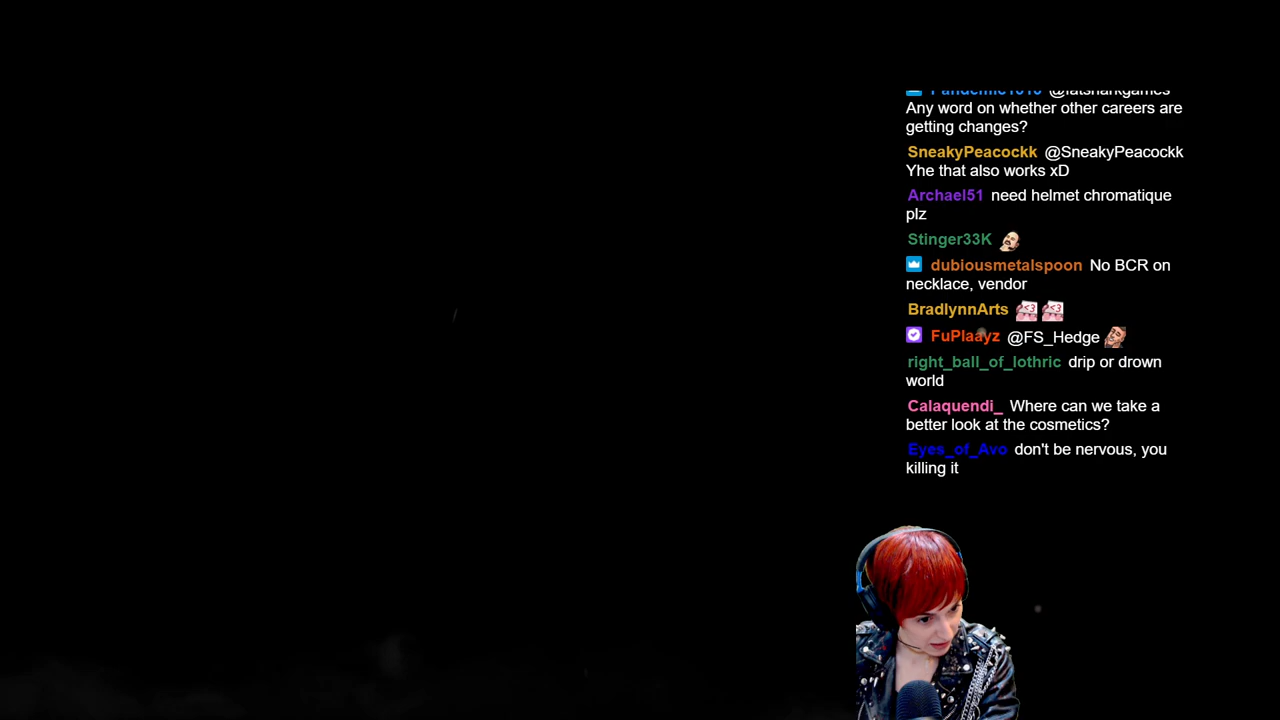 @fatsharkgames
Any word on whether other careers are
getting changes?
SneakyPeacockk @SneakyPeacockk
Yhe that also works xD
Archael51 need helmet chromatique
plz
Stinger33K
dubiousmetalspoon No BCR on
necklace, vendor
BradlynnArts
FuPlaayz @FS_Hedge
right_ball_of_lothric drip or drown
world
Calaquendi_ Where can we take a
better look at the cosmetics?
Eyes_of_Avo don't be nervous, you
killing it